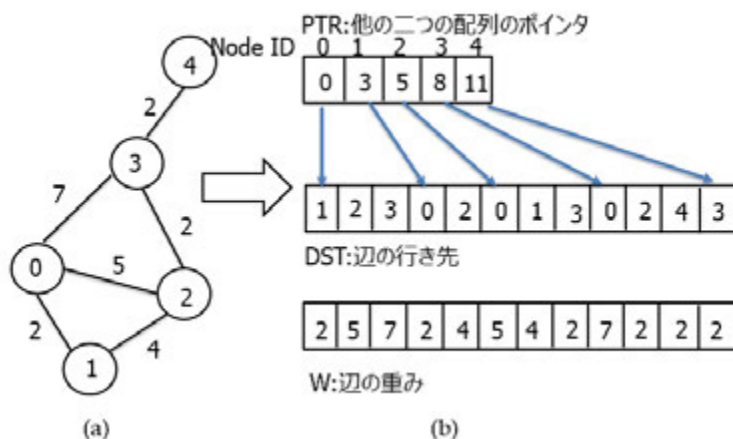 PTR:他の二つの配列のポインタ
Node ID 0 1 2 3 4
0 3 5 8 11
4
2
3
7
2
0
5
2
2
4
1
1 2 3 0 2 0 1 3 0 2 4 3
DST:辺の行き先
2 5 7 2 4 5 4 2 7 2 2 2
W:辺の重み
(a)
(b)